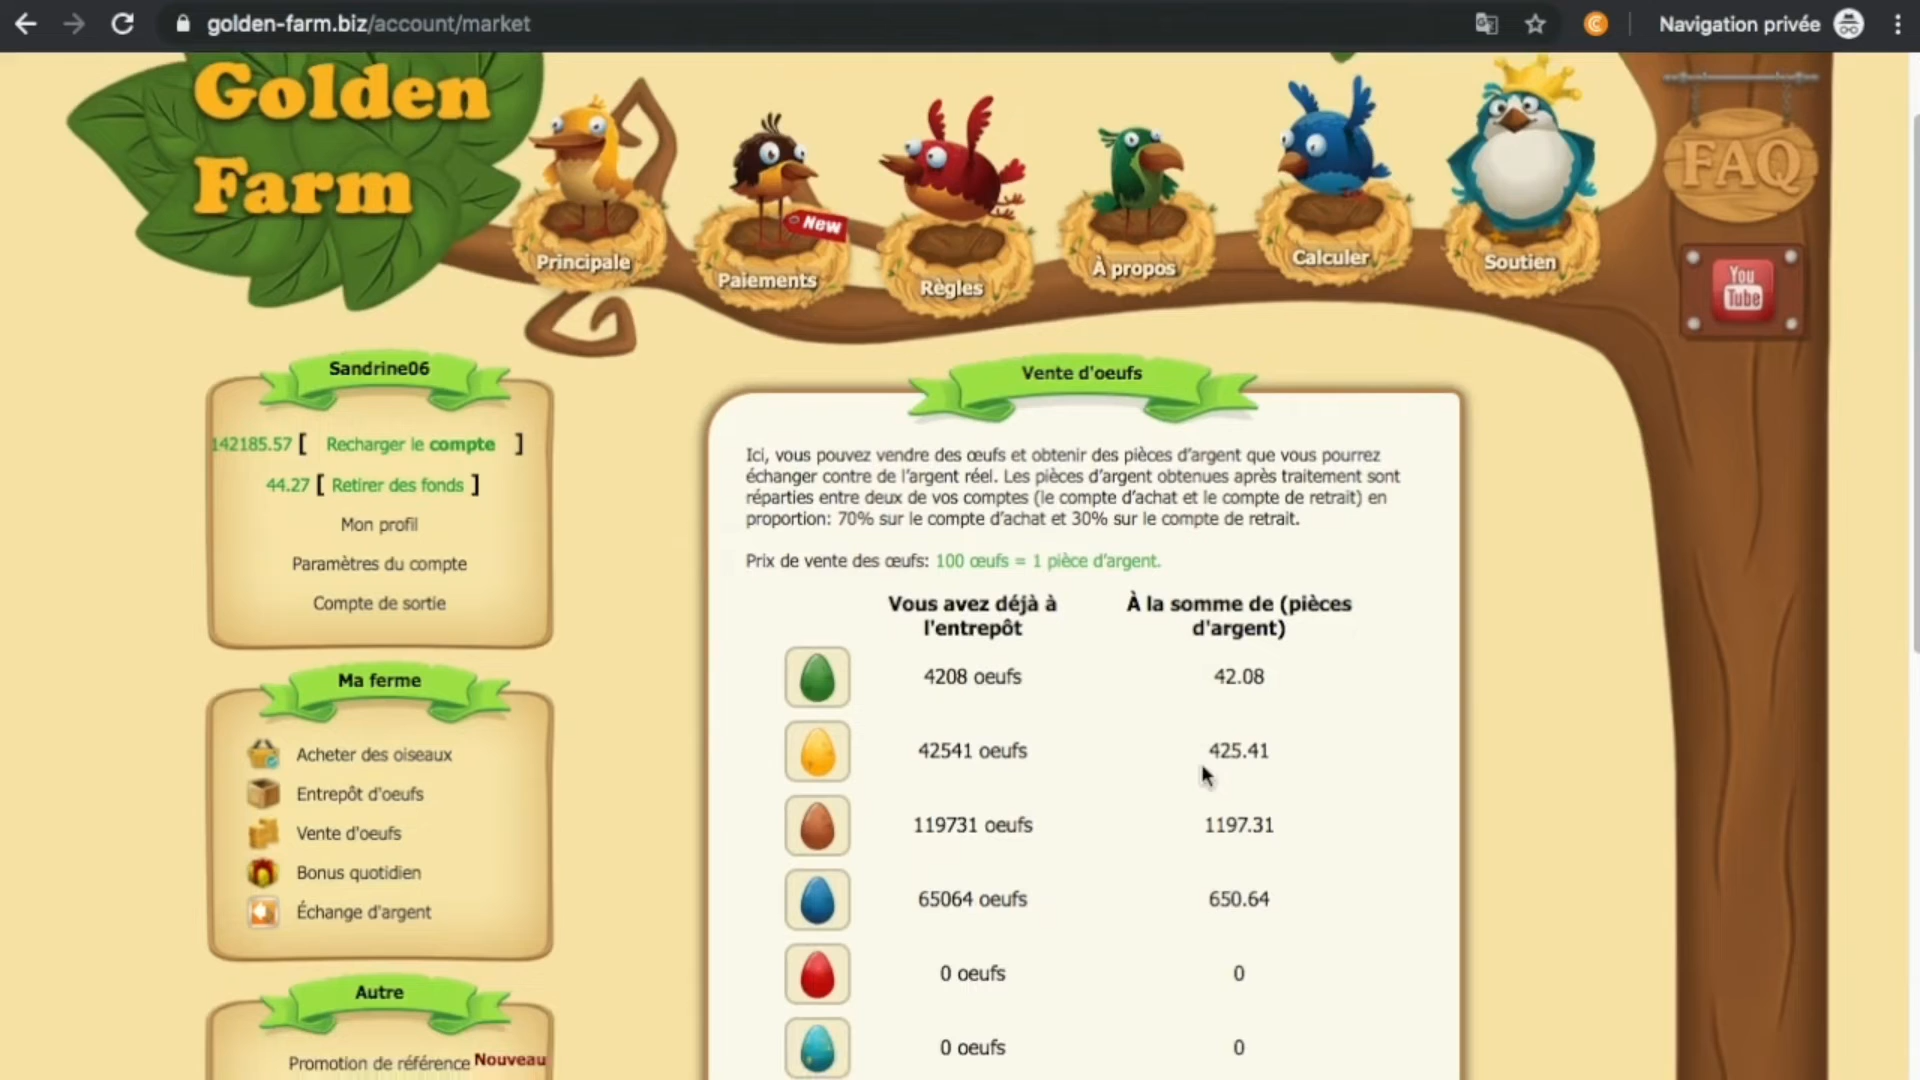 golden-farm.biz/account/market
Navigation privée
Golden
Farm
Principale
Paiements
New
Règles
À propos
Calculer
Soutien
FAQ
You
Tube
Sandrine06
142185.57 [ Recharger le compte ]
44.27 [ Retirer des fonds ]
Mon profil
Paramètres du compte
Compte de sortie
Ma ferme
Acheter des oiseaux
Entrepôt d'oeufs
Vente d'oeufs
Bonus quotidien
Échange d'argent
Autre
Promotion de référence Nouveau
Vente d'oeufs
Ici, vous pouvez vendre des œufs et obtenir des pièces d'argent que vous pourrez
échanger contre de l'argent réel. Les pièces d'argent obtenues après traitement sont
réparties entre deux de vos comptes (le compte d'achat et le compte de retrait) en
proportion: 70% sur le compte d'achat et 30% sur le compte de retrait.
Prix de vente des œufs: 100 œufs = 1 pièce d'argent.
Vous avez déjà à
l'entrepôt
À la somme de (pièces
d'argent)
4208 oeufs 42.08
42541 oeufs 425.41
119731 oeufs 1197.31
65064 oeufs 650.64
0 oeufs 0
0 oeufs 0